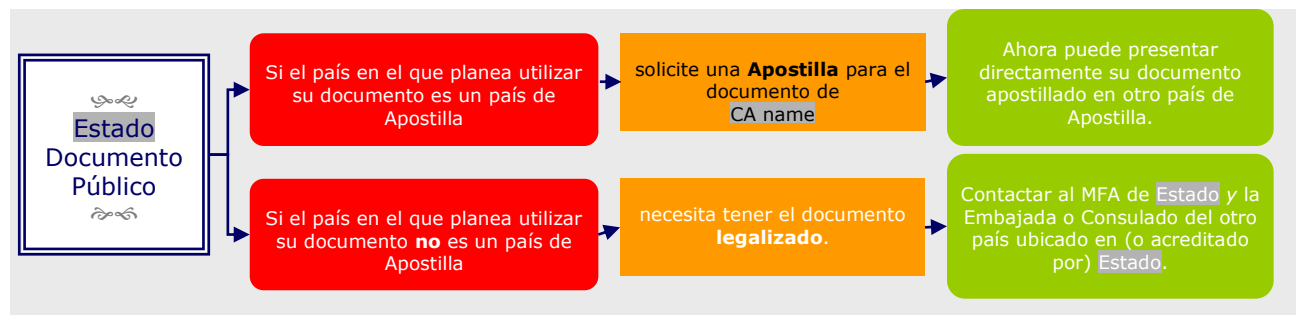 Estado
Documento
Público
Si el país en el que planea utilizar
su documento es un país de
Apostilla
solicite una Apostilla para el
documento de
CA name
Ahora puede presentar
directamente su documento
apostillado en otro país de
Apostilla.
Si el país en el que planea utilizar
su documento no es un país de
Apostilla
necesita tener el documento
legalizado.
Contactar al MFA de Estado y la
Embajada o Consulado del otro
país ubicado en (o acreditado
por) Estado.